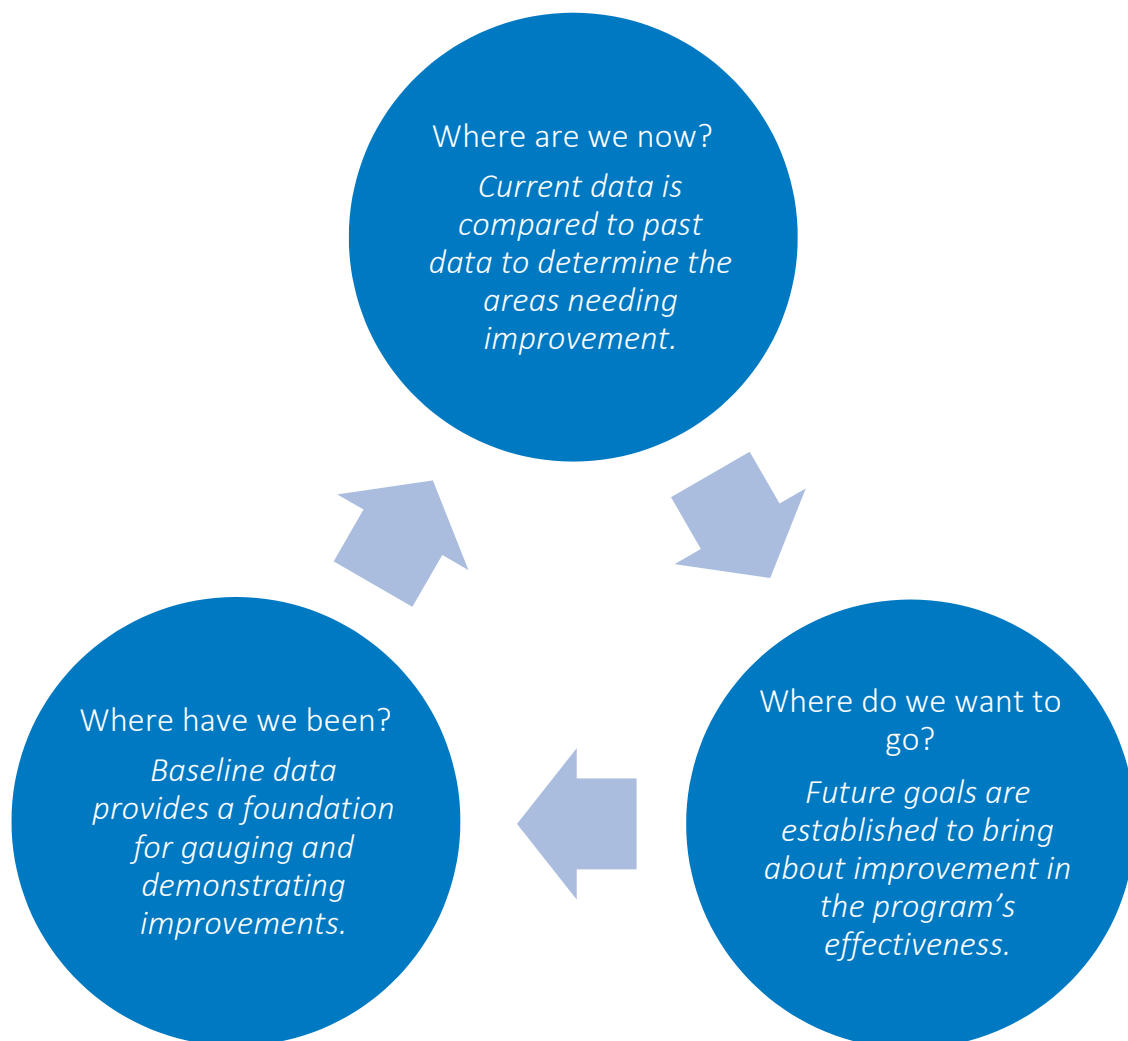 Where are we now?
Current data is
compared to past
data to determine the
areas needing
improvement.
Where do we want to
go?
Future goals are
established to bring
about improvement in
the program’s
effectiveness.
Where have we been?
Baseline data
provides a foundation
for gauging and
demonstrating
improvements.